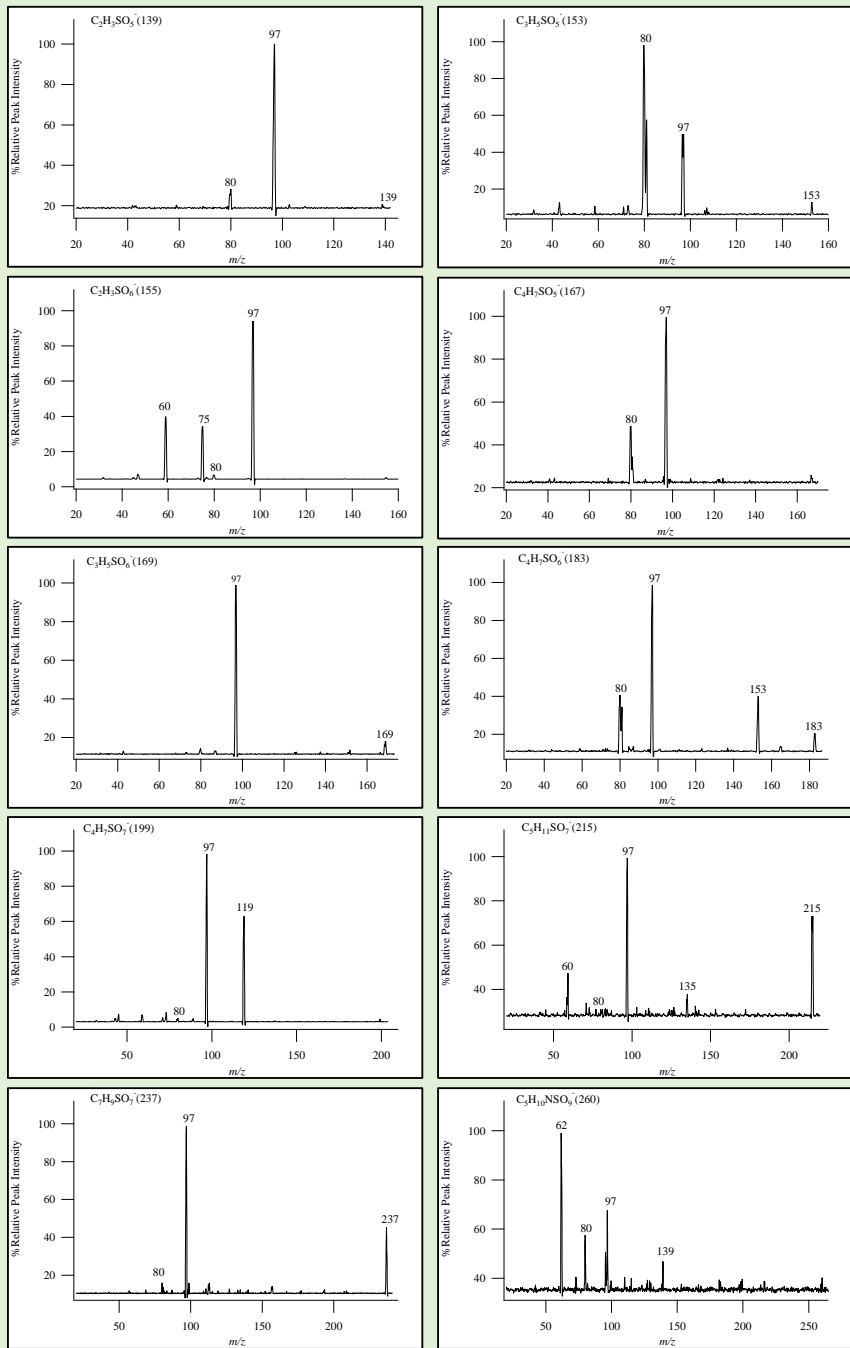 C₂H₃SO₅⁻(139)
97
100
80
60
40
80
20
139
20 40 60 80 100 120 140
m/z
%Relative Peak Intensity
C₃H₅SO₅⁻(153)
80
100
80
60
97
40
20
153
20 40 60 80 100 120 140 160
m/z
%Relative Peak Intensity
C₂H₃SO₆⁻(155)
97
100
80
60
60
75
40
20
80
0
20 40 60 80 100 120 140 160
m/z
%Relative Peak Intensity
C₄H₇SO₅⁻(167)
97
100
80
60
80
40
20
20 40 60 80 100 120 140 160
m/z
%Relative Peak Intensity
C₃H₅SO₆⁻(169)
97
100
80
60
40
20
169
20 40 60 80 100 120 140 160
m/z
%Relative Peak Intensity
C₄H₇SO₆⁻(183)
97
100
80
60
80
153
40
183
20
20 40 60 80 100 120 140 160 180
m/z
%Relative Peak Intensity
C₄H₇SO₇⁻(199)
97
100
80
119
60
40
20
80
0
50 100 150 200
m/z
%Relative Peak Intensity
C₅H₁₁SO₇⁻(215)
97
100
80
215
60
60
135
80
40
50 100 150 200
m/z
%Relative Peak Intensity
C₇H₉SO₇⁻(237)
97
100
80
60
237
40
80
20
50 100 150 200
m/z
%Relative Peak Intensity
C₅H₁₀NSO₉⁻(260)
62
100
80
97
80
60
139
40
50 100 150 200 250
m/z
%Relative Peak Intensity